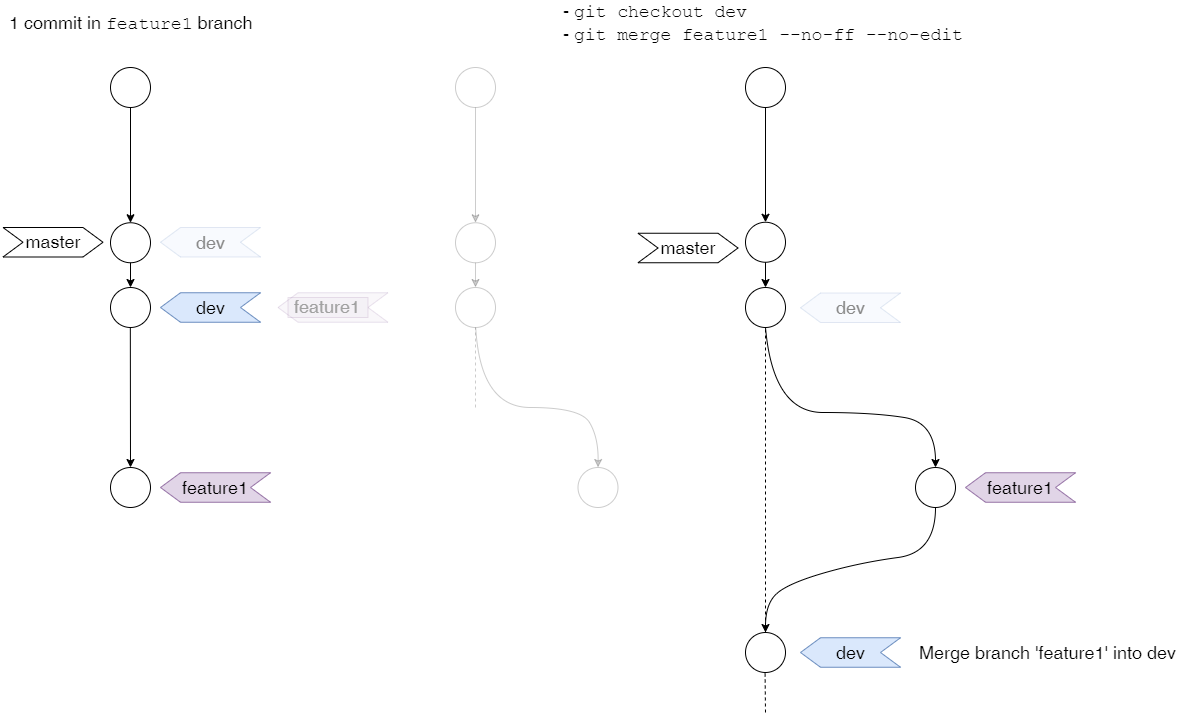 1 commit in feature1 branch
- git checkout dev
- git merge feature1 --no-ff --no-edit
master
dev
dev
feature1
feature1
master
dev
feature1
dev
Merge branch 'feature1' into dev